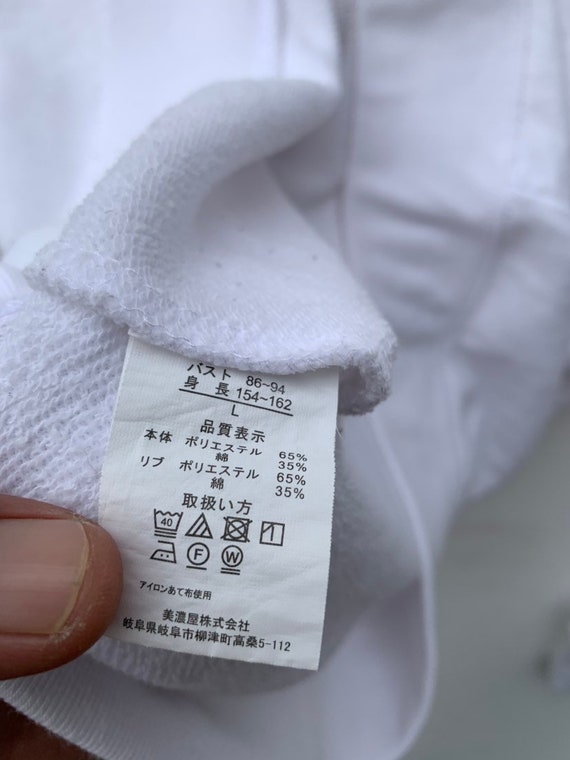 バスト 86~94
身 長 154~162
L
品質表示
本体 ポリエステル 65%
綿 35%
リブ ポリエステル 65%
綿 35%
取扱い方
40
F W
アイロンあて布使用
美濃屋株式会社
岐阜県岐阜市柳津町高桑5-112